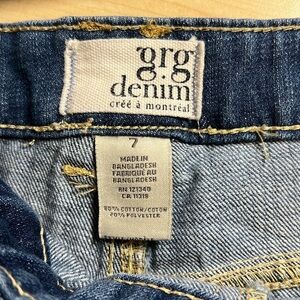 grg
denim
créé à montréal
7
MADE IN
BANGLADESH
FABRIQUÉ AU
BANGLADESH
RN 121340
CA 11319
80% COTTON/COTON
20% POLYESTER